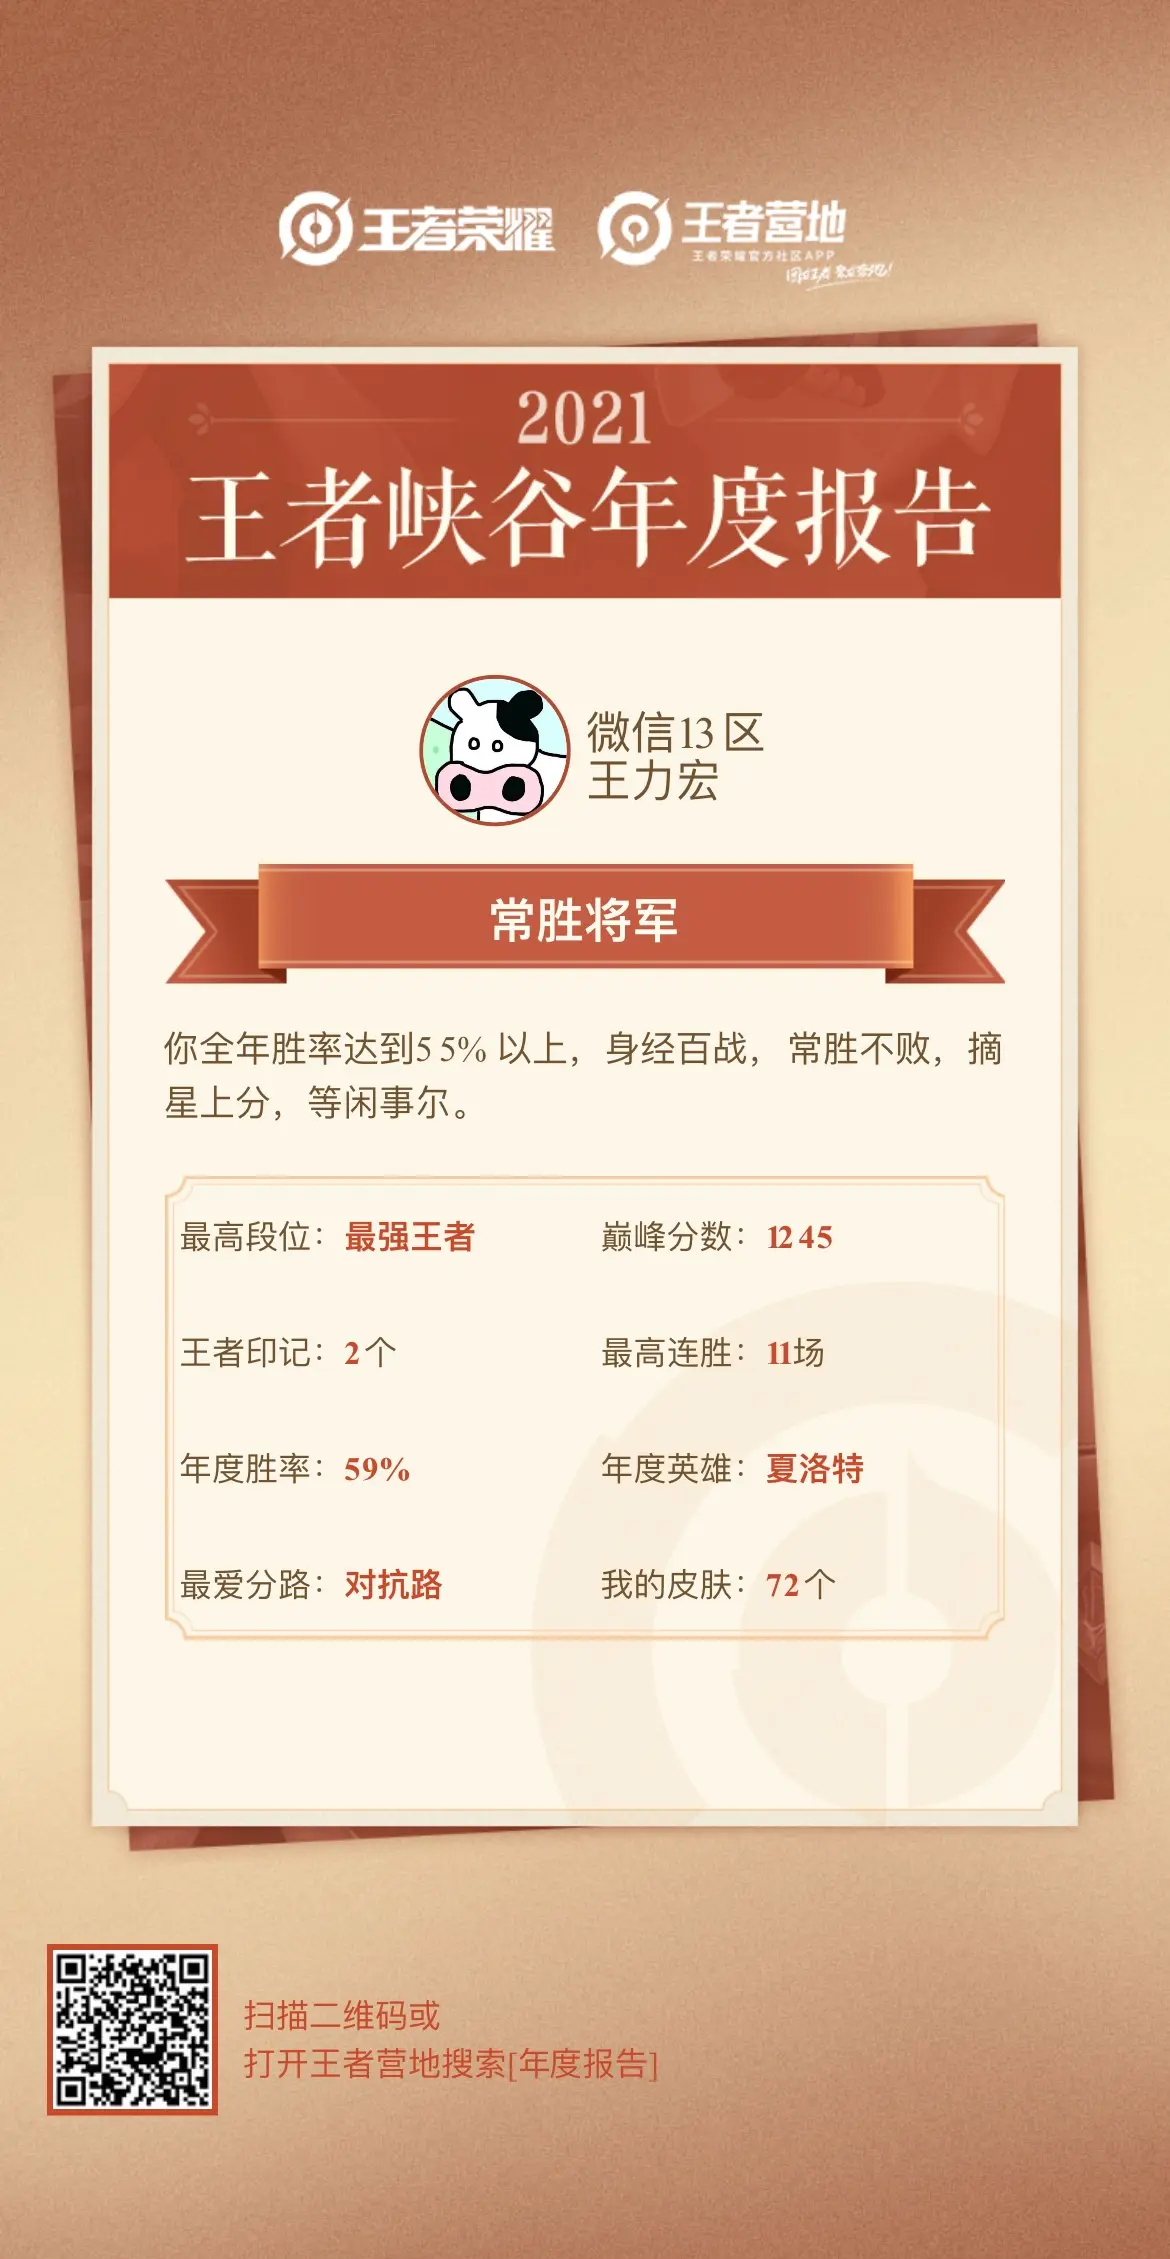 王者荣耀
王者营地
王者荣耀官方社区APP
2021
王者峡谷年度报告
微信13区
王力宏
常胜将军
你全年胜率达到55%以上，身经百战，常胜不败，摘
星上分，等闲事尔。
最高段位：最强王者 巅峰分数：1245
王者印记：2个 最高连胜：11场
年度胜率：59% 年度英雄：夏洛特
最爱分路：对抗路 我的皮肤：72个
扫描二维码或
打开王者营地搜索[年度报告]